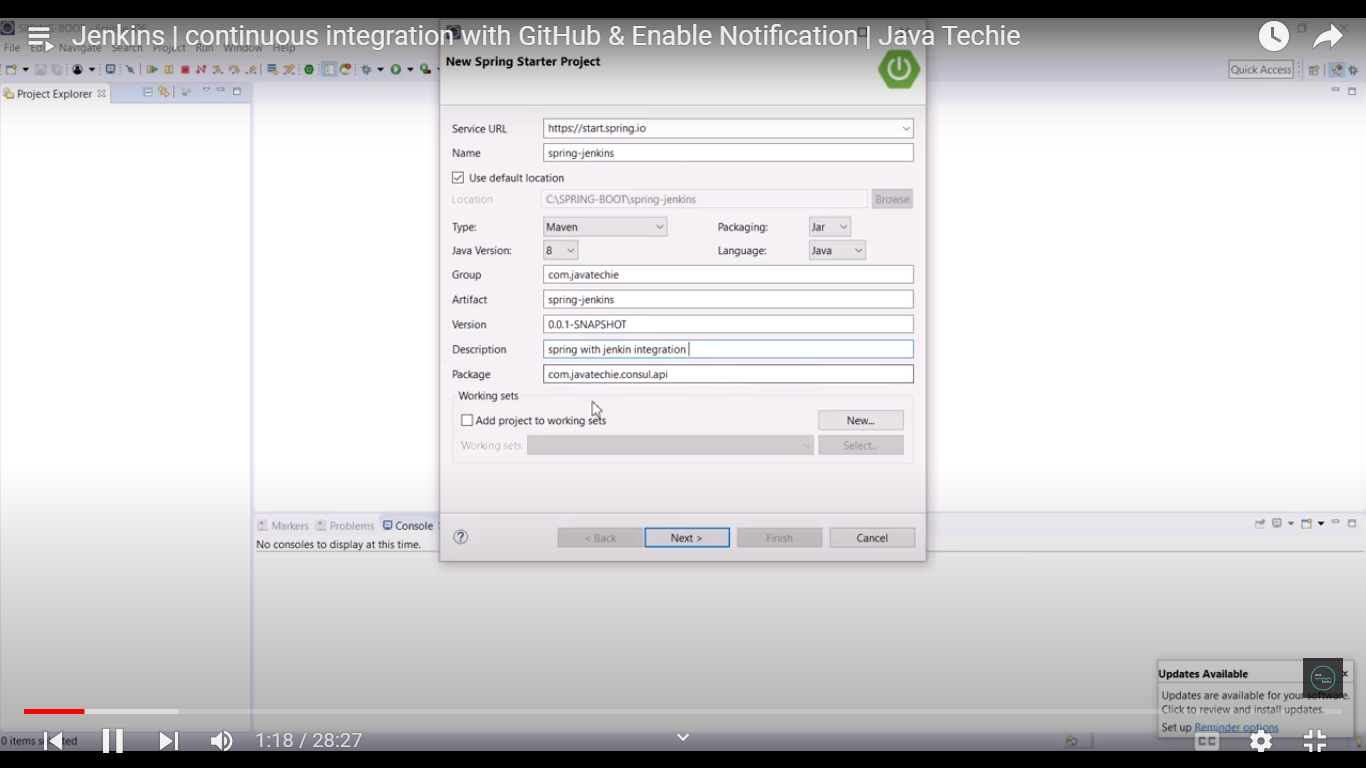 Jenkins | continuous integration with GitHub & Enable Notification | Java Techie
File Edit Navigate Search Project Run Window Help
Quick Access
Project Explorer
New Spring Starter Project
Service URL https://start.spring.io
Name spring-jenkins
Use default location
Location C:\SPRING-BOOT\spring-jenkins Browse
Type: Maven Packaging: Jar
Java Version: 8 Language: Java
Group com.javatechie
Artifact spring-jenkins
Version 0.0.1-SNAPSHOT
Description spring with jenkin integration
Package com.javatechie.consul.api
Working sets
Add project to working sets New...
Working sets: Select...
Markers Problems Console
No consoles to display at this time.
< Back Next > Finish Cancel
Updates Available
Updates are available for your software.
Click to review and install updates.
Set up Reminder options
0 items selected
1:18 / 28:27
CC